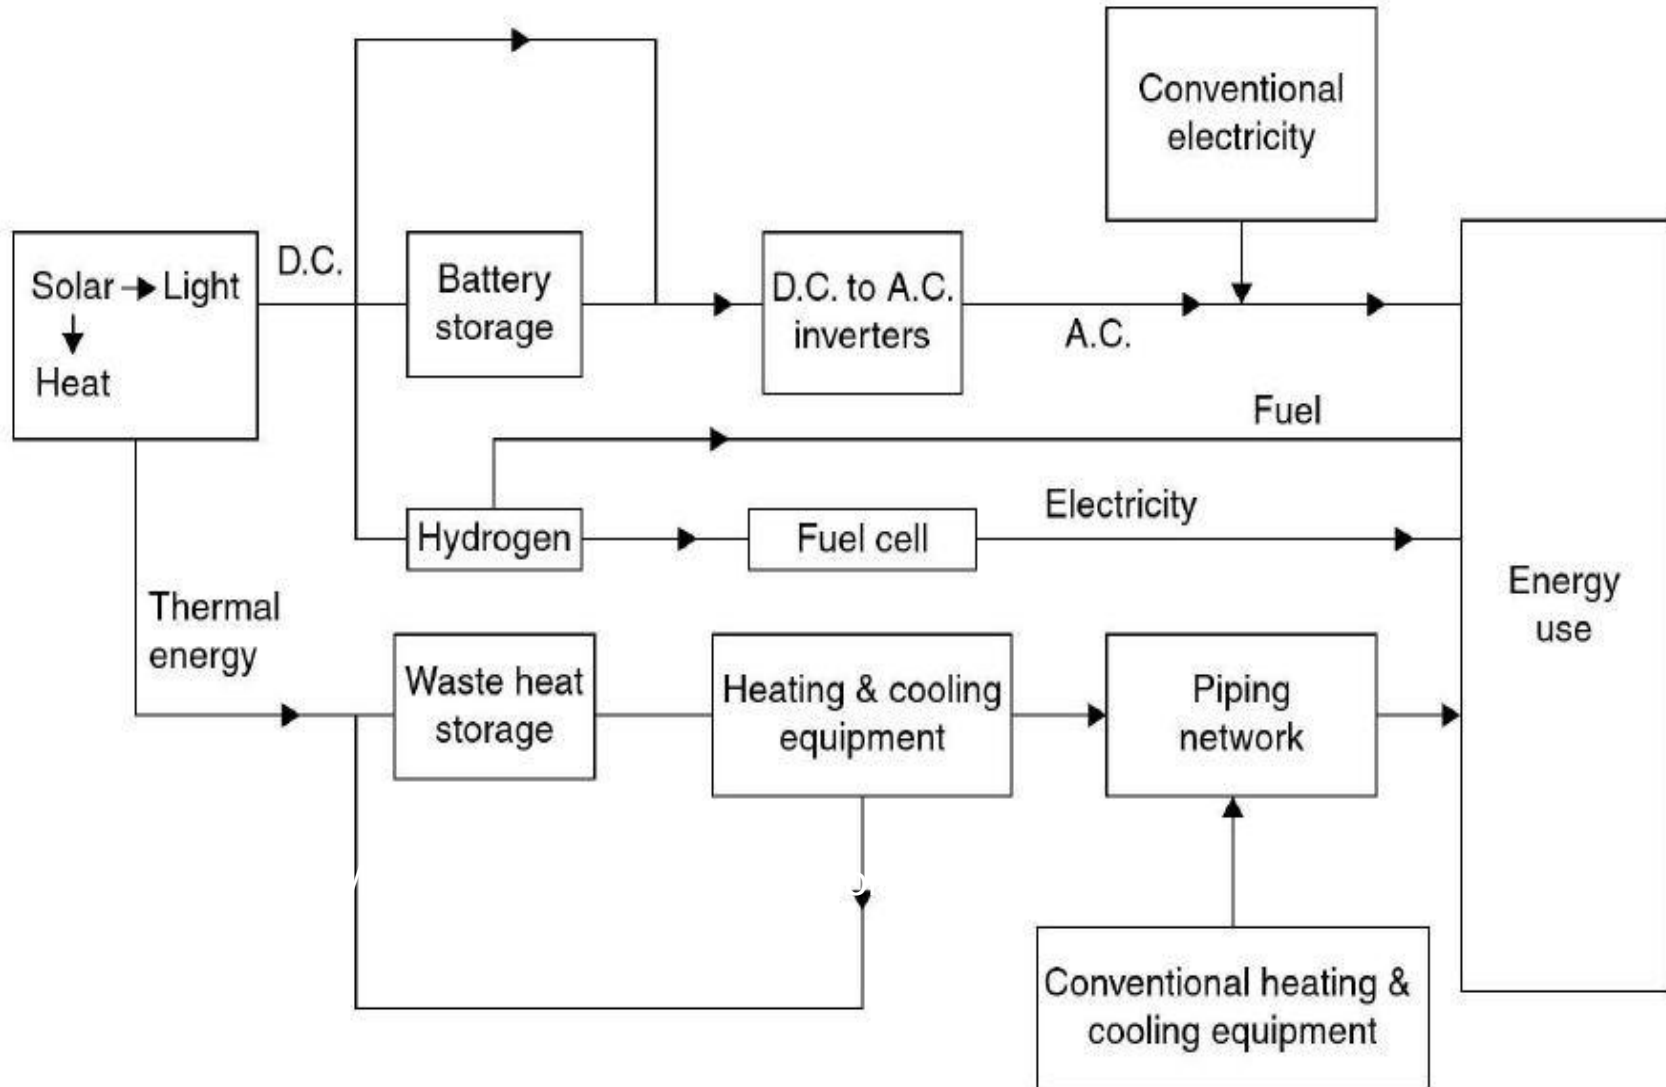 Conventional
electricity
Solar Light
Heat
D.C.
Battery
storage
D.C. to A.C.
inverters
A.C.
Fuel
Hydrogen
Fuel cell
Electricity
Energy
use
Thermal
energy
Waste heat
storage
Heating & cooling
equipment
Piping
network
Conventional heating &
cooling equipment